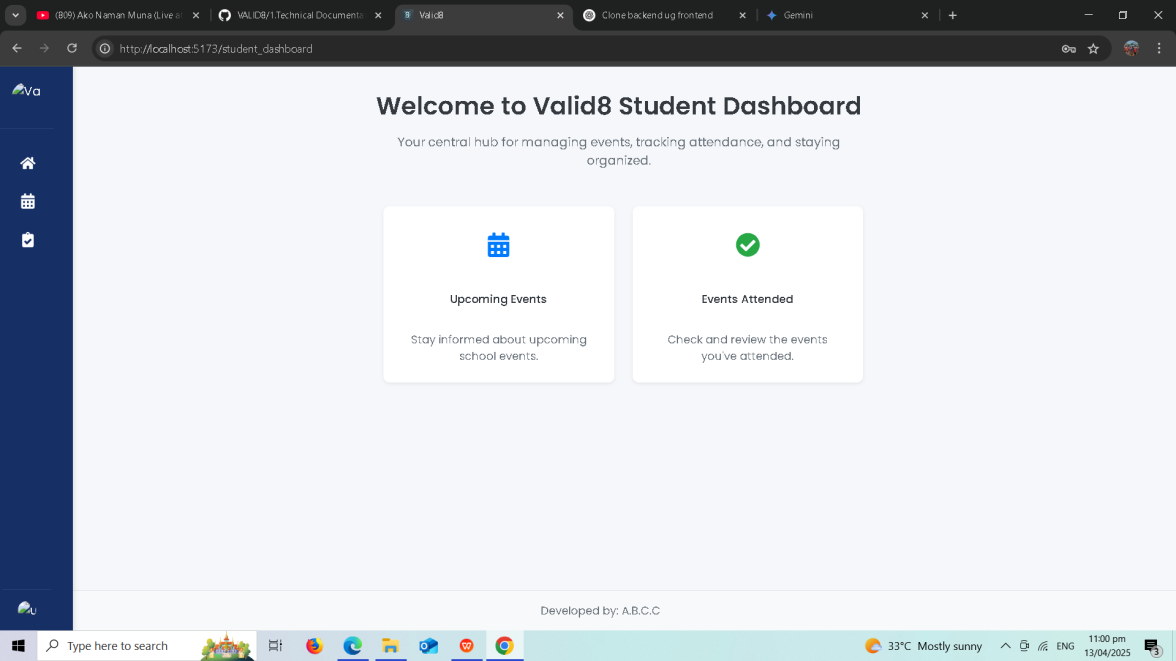 (809) Ako Naman Muna (Live a
VALID8/1.Technical Documenta
Valid8
Clone backend ug frontend
Gemini
http://localhost:5173/student_dashboard
Va
Welcome to Valid8 Student Dashboard
Your central hub for managing events, tracking attendance, and staying
organized.
Upcoming Events
Stay informed about upcoming
school events.
Events Attended
Check and review the events
you've attended.
u
Developed by: A.B.C.C
Type here to search
33°C Mostly sunny
ENG
11:00 pm
13/04/2025
3